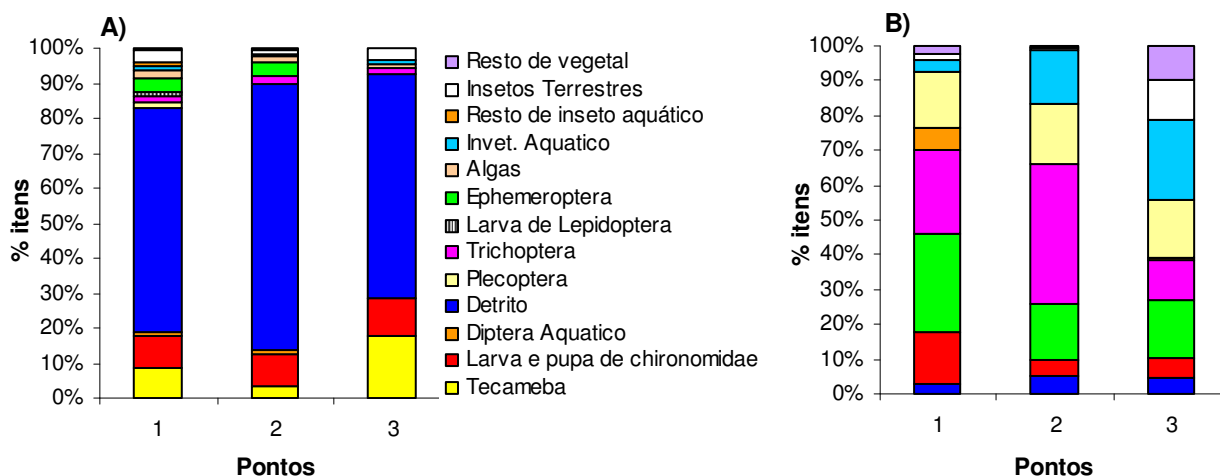 A)
100%
90%
80%
70%
60%
50%
40%
30%
20%
10%
0%
% itens
1 2 3
Pontos
Resto de vegetal
Insetos Terrestres
Resto de inseto aquático
Invet. Aquatico
Algas
Ephemeroptera
Larva de Lepidoptera
Trichoptera
Plecoptera
Detrito
Diptera Aquatico
Larva e pupa de chironomidae
Tecameba
B)
100%
90%
80%
70%
60%
50%
40%
30%
20%
10%
0%
% itens
1 2 3
Pontos